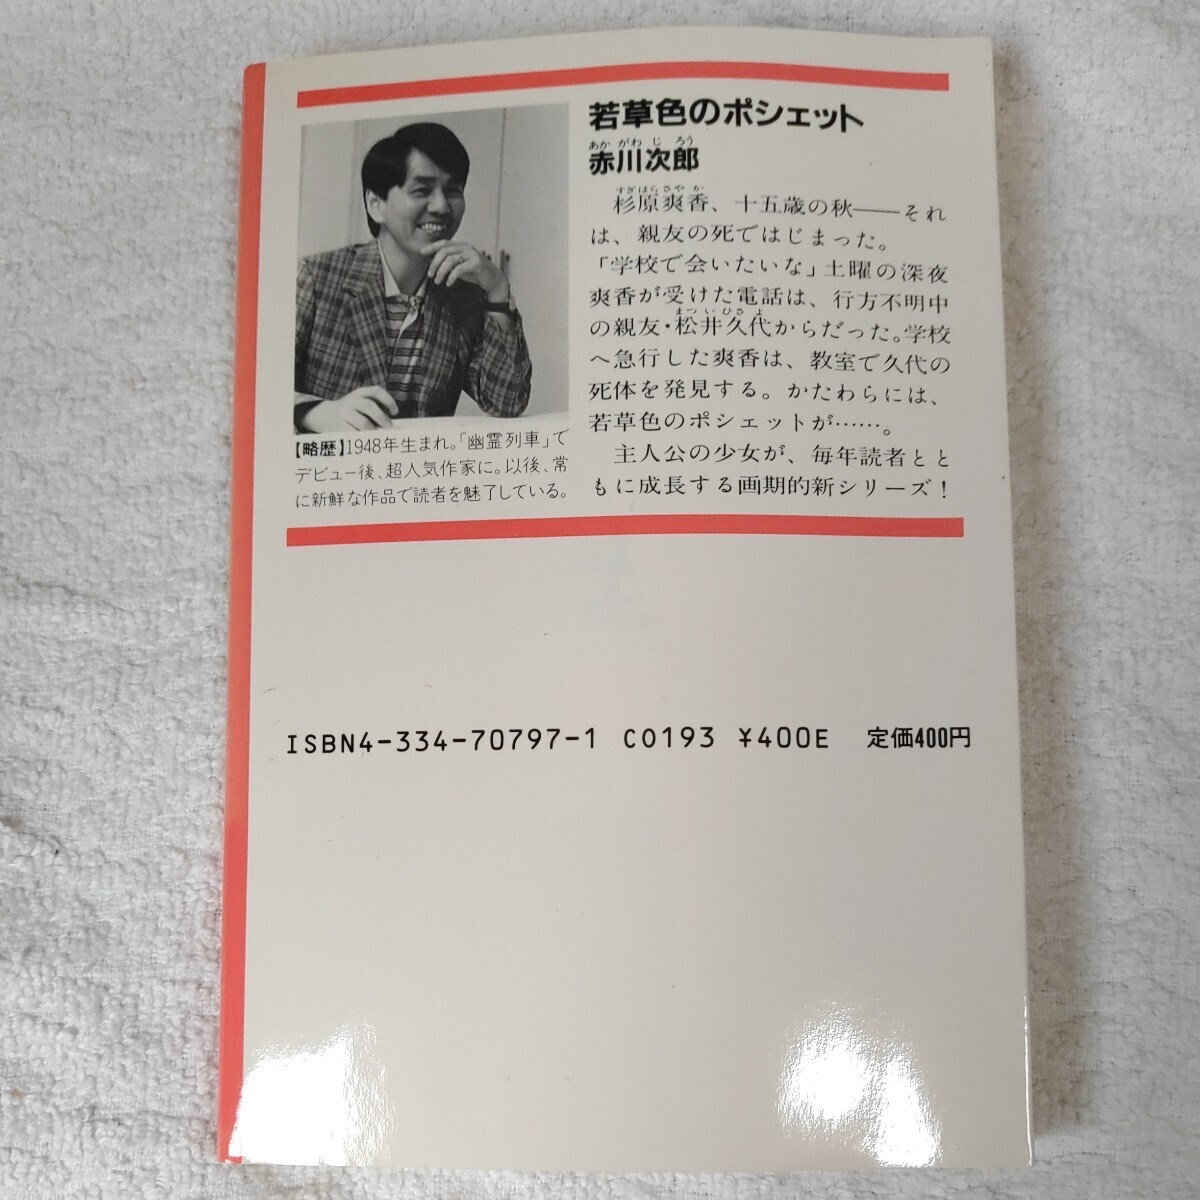 若草色のポシェット
あかがわじろう
赤川次郎
すぎはらさやか
杉原爽香、十五歳の秋――それ
は、親友の死ではじまった。
「学校で会いたいな」土曜の深夜
爽香が受けた電話は、行方不明中
まついひさよ
の親友・松井久代からだった。学校
へ急行した爽香は、教室で久代の
死体を発見する。かたわらには、
若草色のポシェットが……。
主人公の少女が、毎年読者とと
もに成長する画期的新シリーズ！
【略歴】1948年生まれ。「幽霊列車」で
デビュー後、超人気作家に。以後、常
に新鮮な作品で読者を魅了している。
ISBN4-334-70797-1 C0193 ¥400E 定価400円